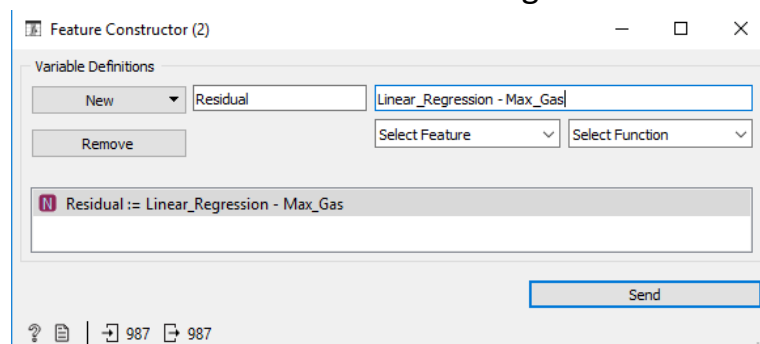 Feature Constructor (2)
Variable Definitions
New Residual Linear_Regression - Max_Gas
Remove Select Feature Select Function
N Residual := Linear_Regression - Max_Gas
Send
? 987 987